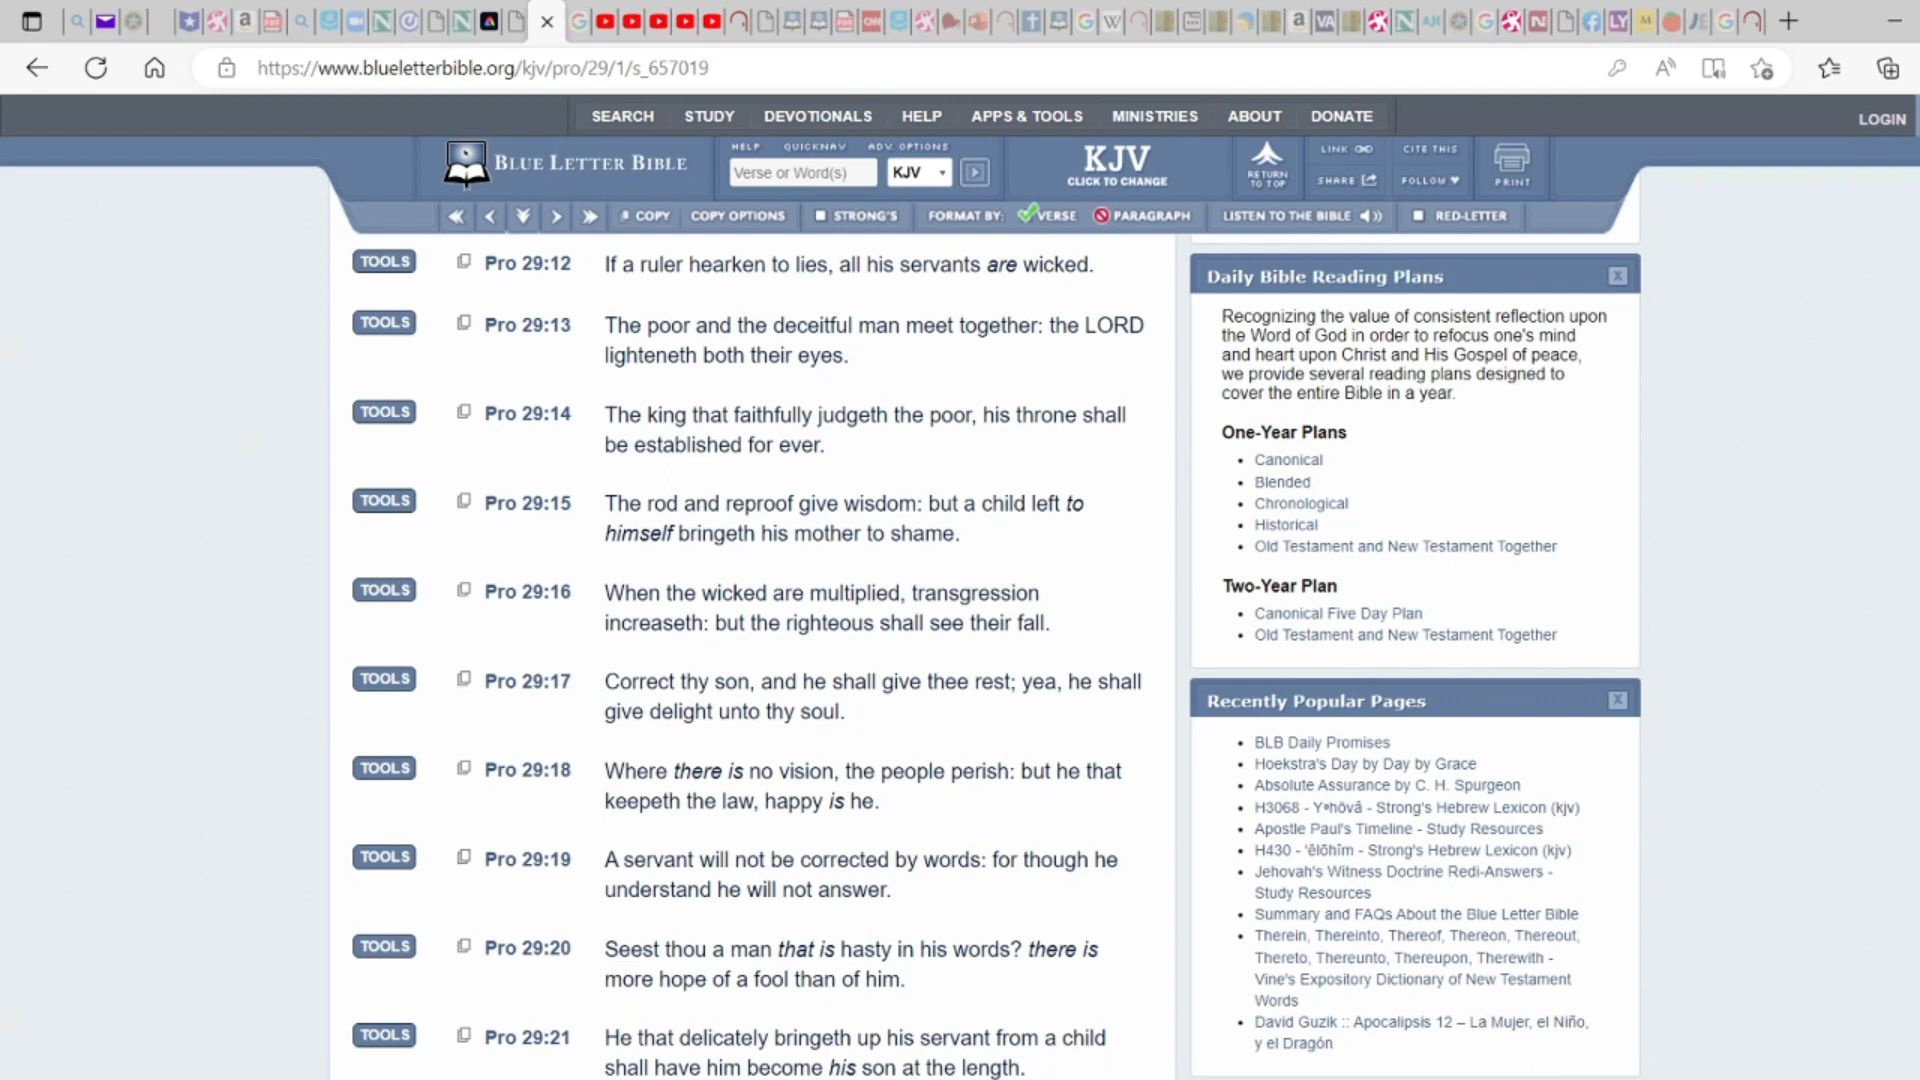 https://www.blueletterbible.org/kjv/pro/29/1/s_657019
SEARCH STUDY DEVOTIONALS HELP APPS & TOOLS MINISTRIES ABOUT DONATE
LOGIN
BLUE LETTER BIBLE
HELP QUICKNAV ADV. OPTIONS
Verse or Word(s) KJV
KJV
CLICK TO CHANGE
RETURN
TO TOP
LINK CITE THIS
SHARE FOLLOW
PRINT
COPY COPY OPTIONS STRONG'S FORMAT BY: VERSE PARAGRAPH LISTEN TO THE BIBLE RED-LETTER
TOOLS Pro 29:12 If a ruler hearken to lies, all his servants are wicked.
TOOLS Pro 29:13 The poor and the deceitful man meet together: the LORD
lighteneth both their eyes.
TOOLS Pro 29:14 The king that faithfully judgeth the poor, his throne shall
be established for ever.
TOOLS Pro 29:15 The rod and reproof give wisdom: but a child left to
himself bringeth his mother to shame.
TOOLS Pro 29:16 When the wicked are multiplied, transgression
increaseth: but the righteous shall see their fall.
TOOLS Pro 29:17 Correct thy son, and he shall give thee rest; yea, he shall
give delight unto thy soul.
TOOLS Pro 29:18 Where there is no vision, the people perish: but he that
keepeth the law, happy is he.
TOOLS Pro 29:19 A servant will not be corrected by words: for though he
understand he will not answer.
TOOLS Pro 29:20 Seest thou a man that is hasty in his words? there is
more hope of a fool than of him.
TOOLS Pro 29:21 He that delicately bringeth up his servant from a child
shall have him become his son at the length.
Daily Bible Reading Plans X
Recognizing the value of consistent reflection upon
the Word of God in order to refocus one's mind
and heart upon Christ and His Gospel of peace,
we provide several reading plans designed to
cover the entire Bible in a year.
One-Year Plans
• Canonical
• Blended
• Chronological
• Historical
• Old Testament and New Testament Together
Two-Year Plan
• Canonical Five Day Plan
• Old Testament and New Testament Together
Recently Popular Pages X
• BLB Daily Promises
• Hoekstra's Day by Day by Grace
• Absolute Assurance by C. H. Spurgeon
• H3068 - Yᵊhōvâ - Strong's Hebrew Lexicon (kjv)
• Apostle Paul's Timeline - Study Resources
• H430 - 'ĕlōhîm - Strong's Hebrew Lexicon (kjv)
• Jehovah's Witness Doctrine Redi-Answers -
Study Resources
• Summary and FAQs About the Blue Letter Bible
• Therein, Thereinto, Thereof, Thereon, Thereout,
Thereto, Thereunto, Thereupon, Therewith -
Vine's Expository Dictionary of New Testament
Words
• David Guzik :: Apocalipsis 12 – La Mujer, el Niño,
y el Dragón